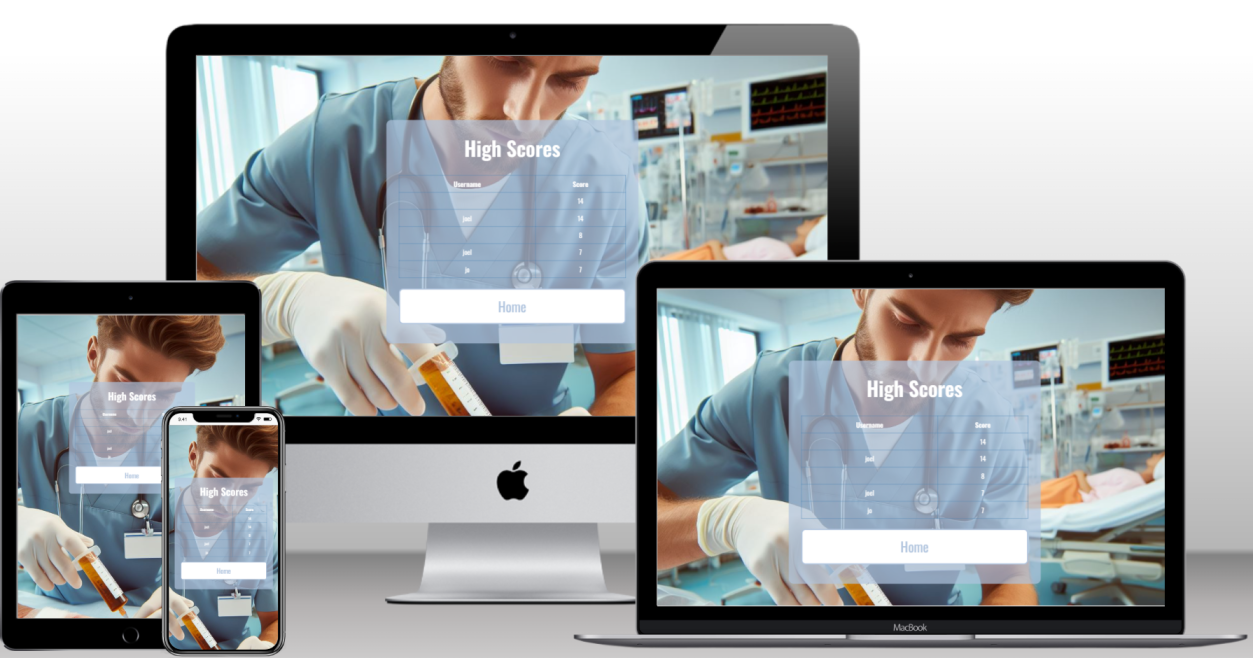 High Scores
Username Score
14
joel 14
8
joel 7
jo 7
Home
High Scores
Username Score
14
joel 14
8
joel 7
jo 7
Home
MacBook
High Scores
Home
9:41
High Scores
Home